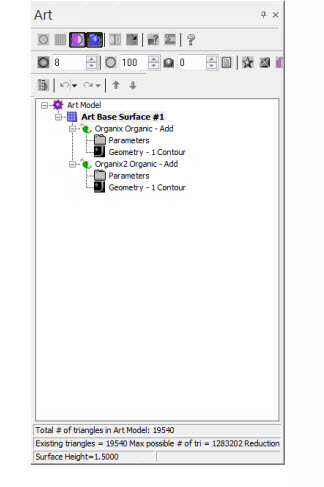 Art
8 100 0
Art Model
Art Base Surface #1
Organix Organic - Add
Parameters
Geometry - 1 Contour
Organix2 Organic - Add
Parameters
Geometry - 1 Contour
Total # of triangles in Art Model: 19540
Existing triangles = 19540 Max possible # of tri = 1283202 Reduction
Surface Height=1.5000